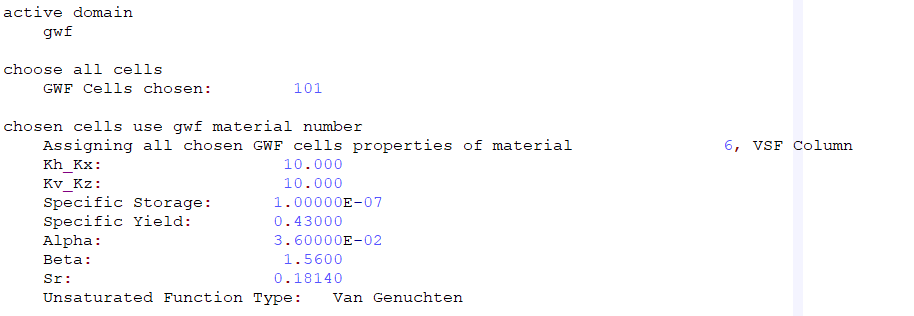 active domain
gwf
choose all cells
GWF Cells chosen: 101
chosen cells use gwf material number
Assigning all chosen GWF cells properties of material 6, VSF Column
Kh_Kx: 10.000
Kv_Kz: 10.000
Specific Storage: 1.00000E-07
Specific Yield: 0.43000
Alpha: 3.60000E-02
Beta: 1.5600
Sr: 0.18140
Unsaturated Function Type: Van Genuchten